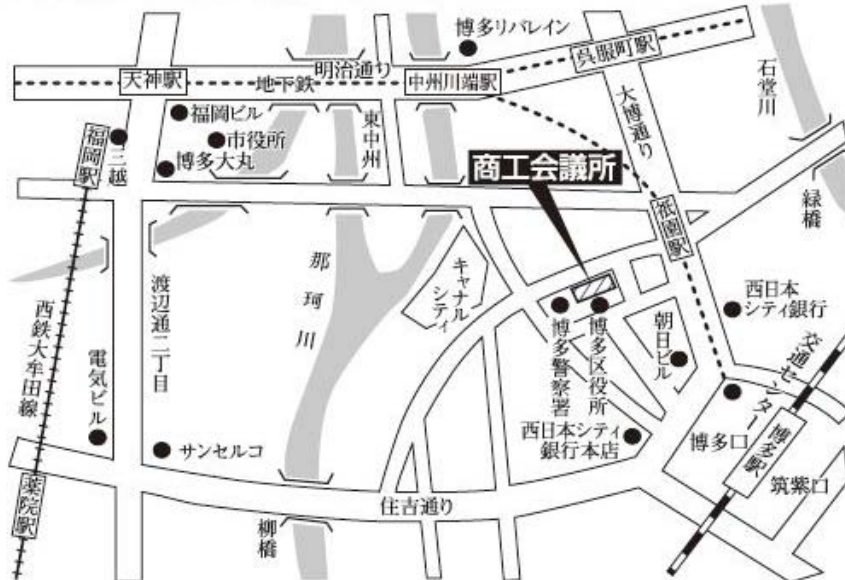 博多リバレイン
呉服町駅
石堂川
明治通り
天神駅
地下鉄
中州川端駅
大博通り
福岡ビル
市役所
博多大丸
三越
福岡駅
東中州
商工会議所
祇園駅
緑橋
キャナル
シティ
那珂川
渡辺通二丁目
西鉄大牟田線
電気ビル
博多警察署
博多区役所
朝日ビル
西日本
シティ銀行
交通センター
西日本シティ
銀行本店
博多口
博多駅
筑紫口
サンセルコ
住吉通り
薬院駅
柳橋